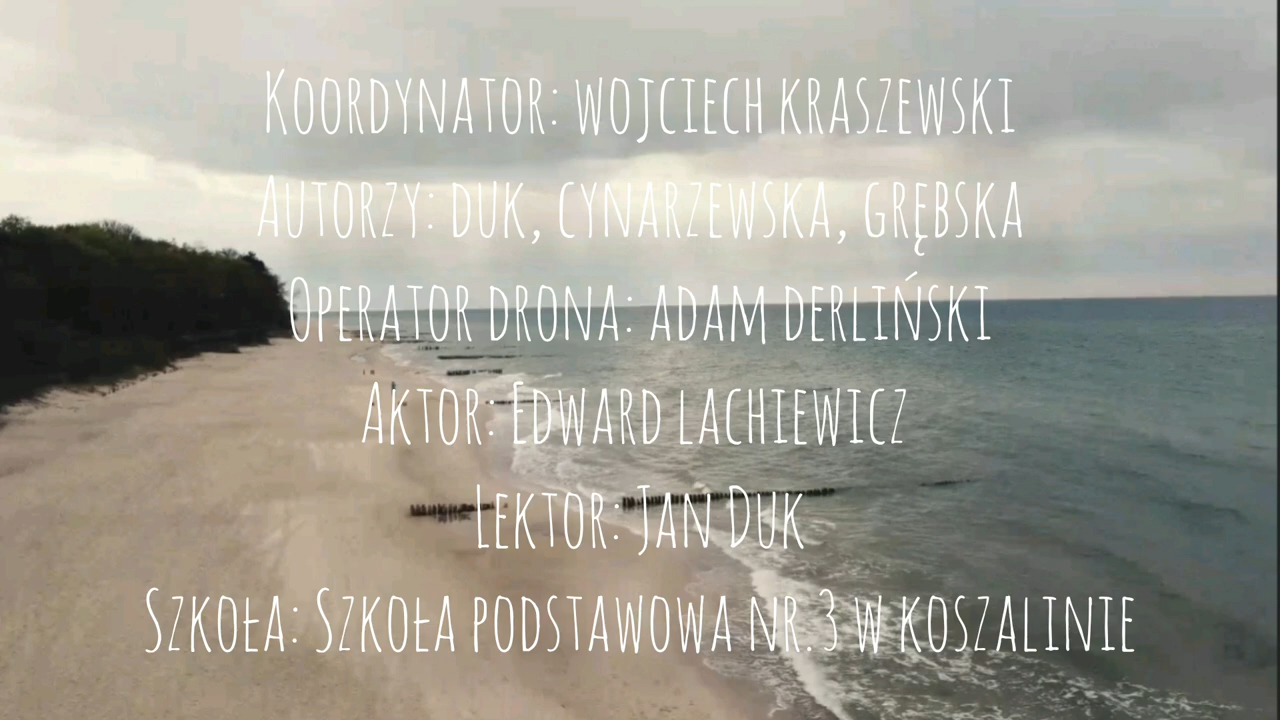 Koordynator: wojciech kraszewski
Autorzy: duk, cynarzewska, grębska
Operator drona: adam derliński
Aktor: Edward lachiewicz
Lektor: Jan Duk
Szkoła: Szkoła podstawowa nr.3 w koszalinie